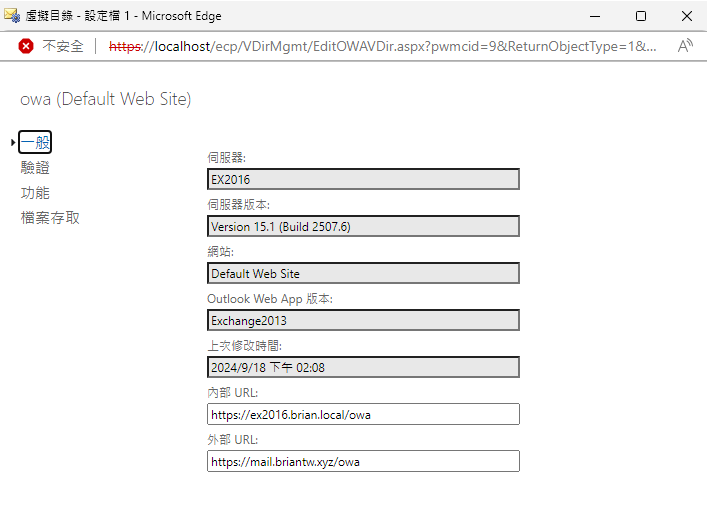 虛擬目錄 - 設定檔 1 - Microsoft Edge
不安全 https://localhost/ecp/VDirMgmt/EditOWAVDir.aspx?pwmcid=9&ReturnObjectType=1&...
owa (Default Web Site)
一般
驗證
功能
檔案存取
伺服器:
EX2016
伺服器版本:
Version 15.1 (Build 2507.6)
網站:
Default Web Site
Outlook Web App 版本:
Exchange2013
上次修改時間:
2024/9/18 下午 02:08
內部 URL:
https://ex2016.brian.local/owa
外部 URL:
https://mail.briantw.xyz/owa